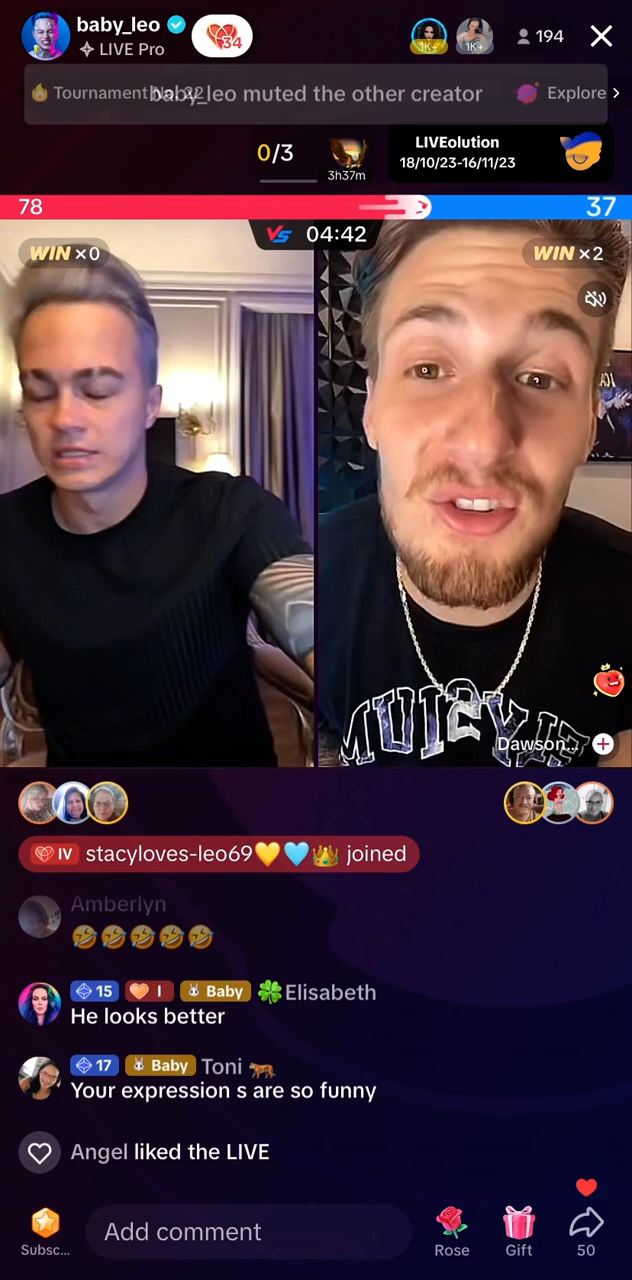 baby_leo
LIVE Pro
34
1K+
1K+
194
baby_leo muted the other creator
Explore
0/3
3h37m
LIVEolution
18/10/23-16/11/23
78
37
VS 04:42
WIN ×0
WIN ×2
Dawson...
IV stacyloves-leo69💛🩵👑 joined
Amberlyn
🤣🤣🤣🤣🤣
15 I Baby 🍀Elisabeth
He looks better
17 Baby Toni 🐅
Your expression s are so funny
Angel liked the LIVE
Subsc...
Add comment
Rose
Gift
50